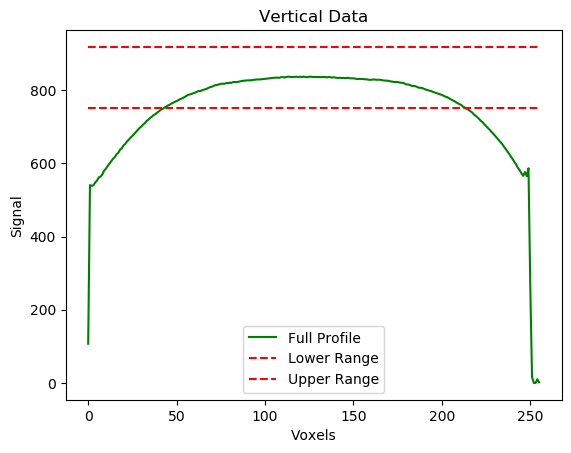 Vertical Data
800
600
400
200
0
Signal
Full Profile
Lower Range
Upper Range
0 50 100 150 200 250
Voxels